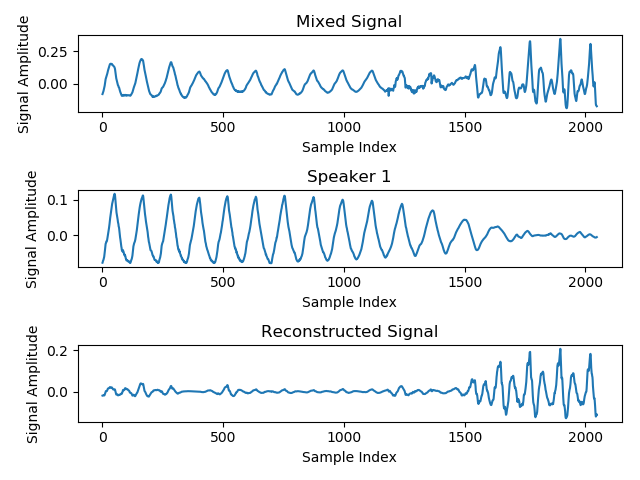 Mixed Signal
Signal Amplitude
0.25
0.00
0
500
1000
1500
2000
Sample Index
Speaker 1
Signal Amplitude
0.1
0.0
0
500
1000
1500
2000
Sample Index
Reconstructed Signal
Signal Amplitude
0.2
0.0
0
500
1000
1500
2000
Sample Index